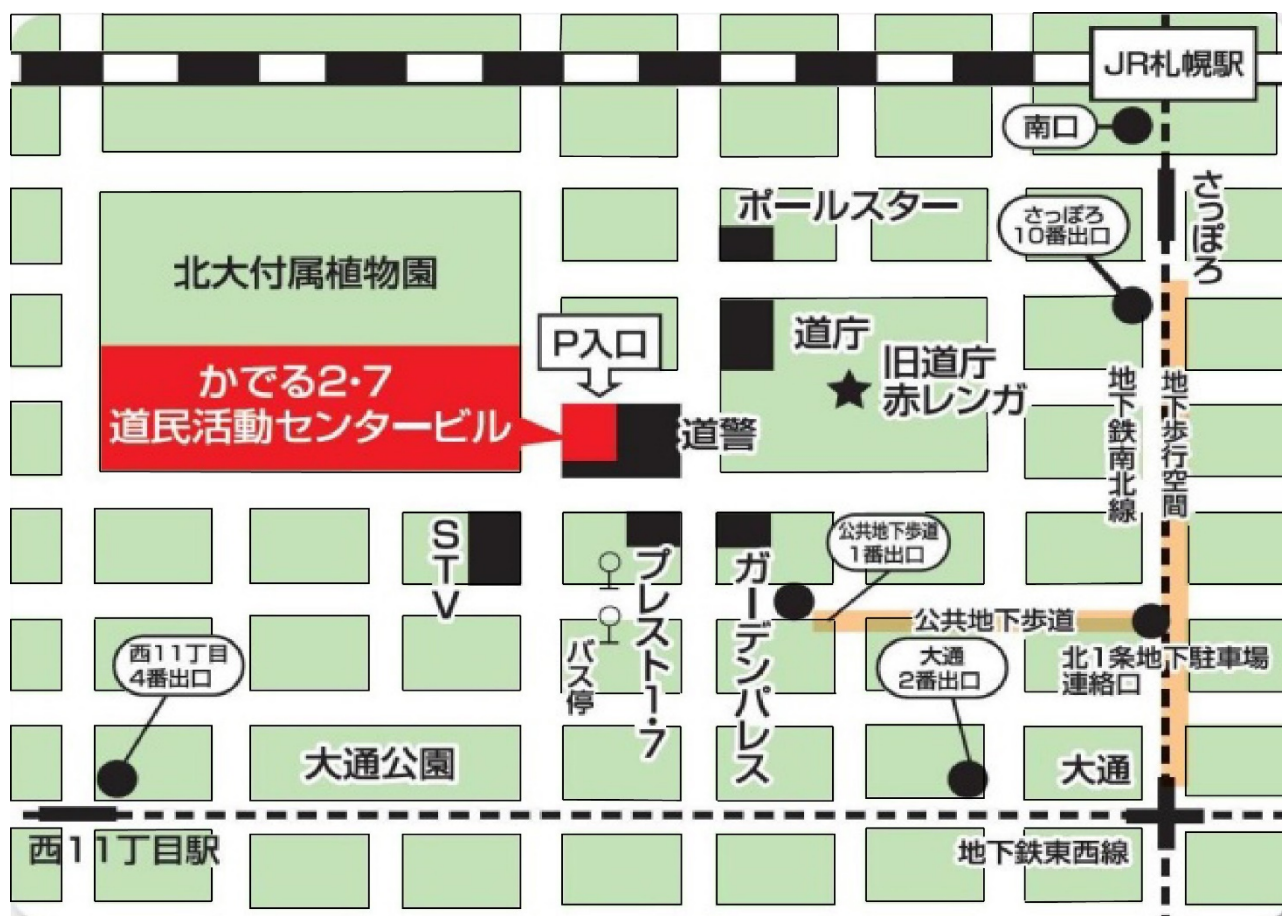 JR札幌駅
南口
さっぽろ
ポールスター
さっぽろ
10番出口
北大付属植物園
P入口
道庁
旧道庁
赤レンガ
かでる2・7
道民活動センタービル
道警
地下鉄南北線
地下歩行空間
STV
プレスト1・7
ガーデンパレス
公共地下歩道
1番出口
バス停
公共地下歩道
西11丁目
4番出口
大通
2番出口
北1条地下駐車場
連絡口
大通公園
大通
西11丁目駅
地下鉄東西線